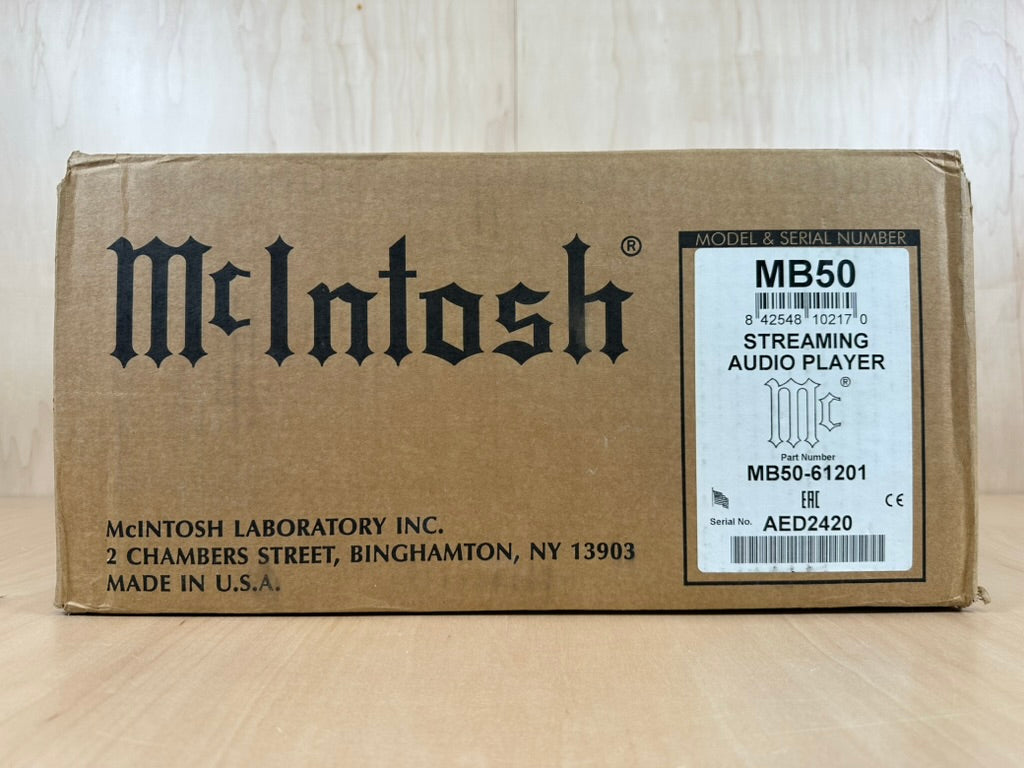 McIntosh®
McINTOSH LABORATORY INC.
2 CHAMBERS STREET, BINGHAMTON, NY 13903
MADE IN U.S.A.
MODEL & SERIAL NUMBER
MB50
8 42548 10217 0
STREAMING
AUDIO PLAYER
Mc®
Part Number
MB50-61201
EAC CE
Serial No. AED2420